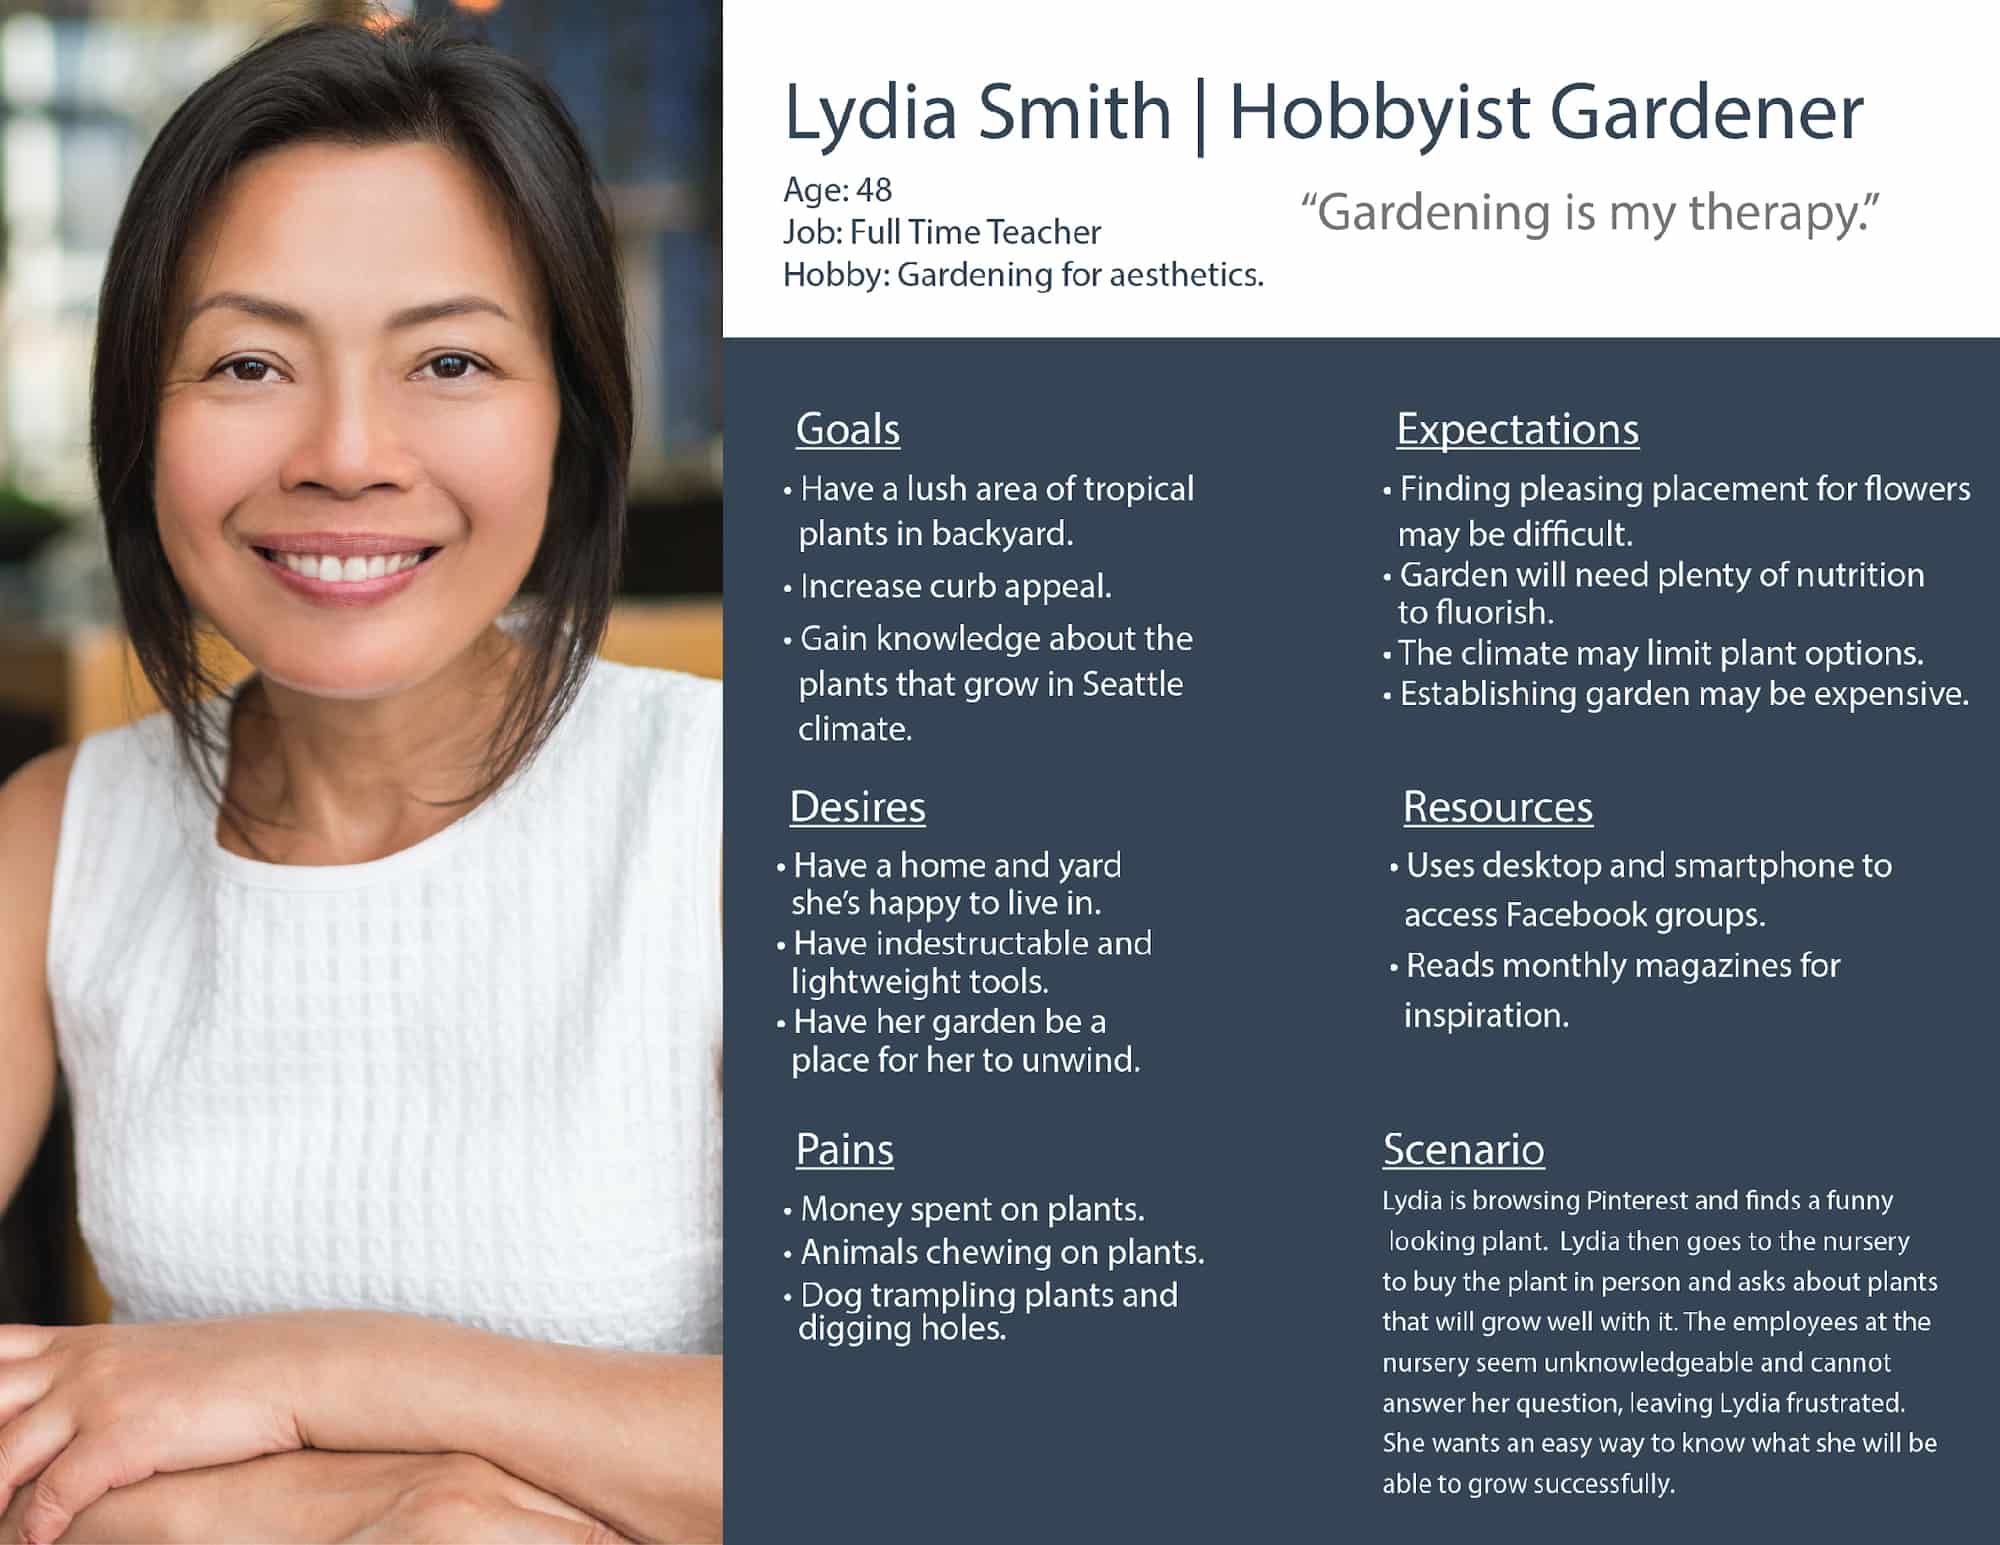 Lydia Smith | Hobbyist Gardener
Age: 48
Job: Full Time Teacher
Hobby: Gardening for aesthetics.
“Gardening is my therapy.”
Goals
• Have a lush area of tropical
plants in backyard.
• Increase curb appeal.
• Gain knowledge about the
plants that grow in Seattle
climate.
Desires
• Have a home and yard
she’s happy to live in.
• Have indestructable and
lightweight tools.
• Have her garden be a
place for her to unwind.
Pains
• Money spent on plants.
• Animals chewing on plants.
• Dog trampling plants and
digging holes.
Expectations
• Finding pleasing placement for flowers
may be difficult.
• Garden will need plenty of nutrition
to fluorish.
• The climate may limit plant options.
• Establishing garden may be expensive.
Resources
• Uses desktop and smartphone to
access Facebook groups.
• Reads monthly magazines for
inspiration.
Scenario
Lydia is browsing Pinterest and finds a funny
looking plant.  Lydia then goes to the nursery
to buy the plant in person and asks about plants
that will grow well with it. The employees at the
nursery seem unknowledgeable and cannot
answer her question, leaving Lydia frustrated.
She wants an easy way to know what she will be
able to grow successfully.